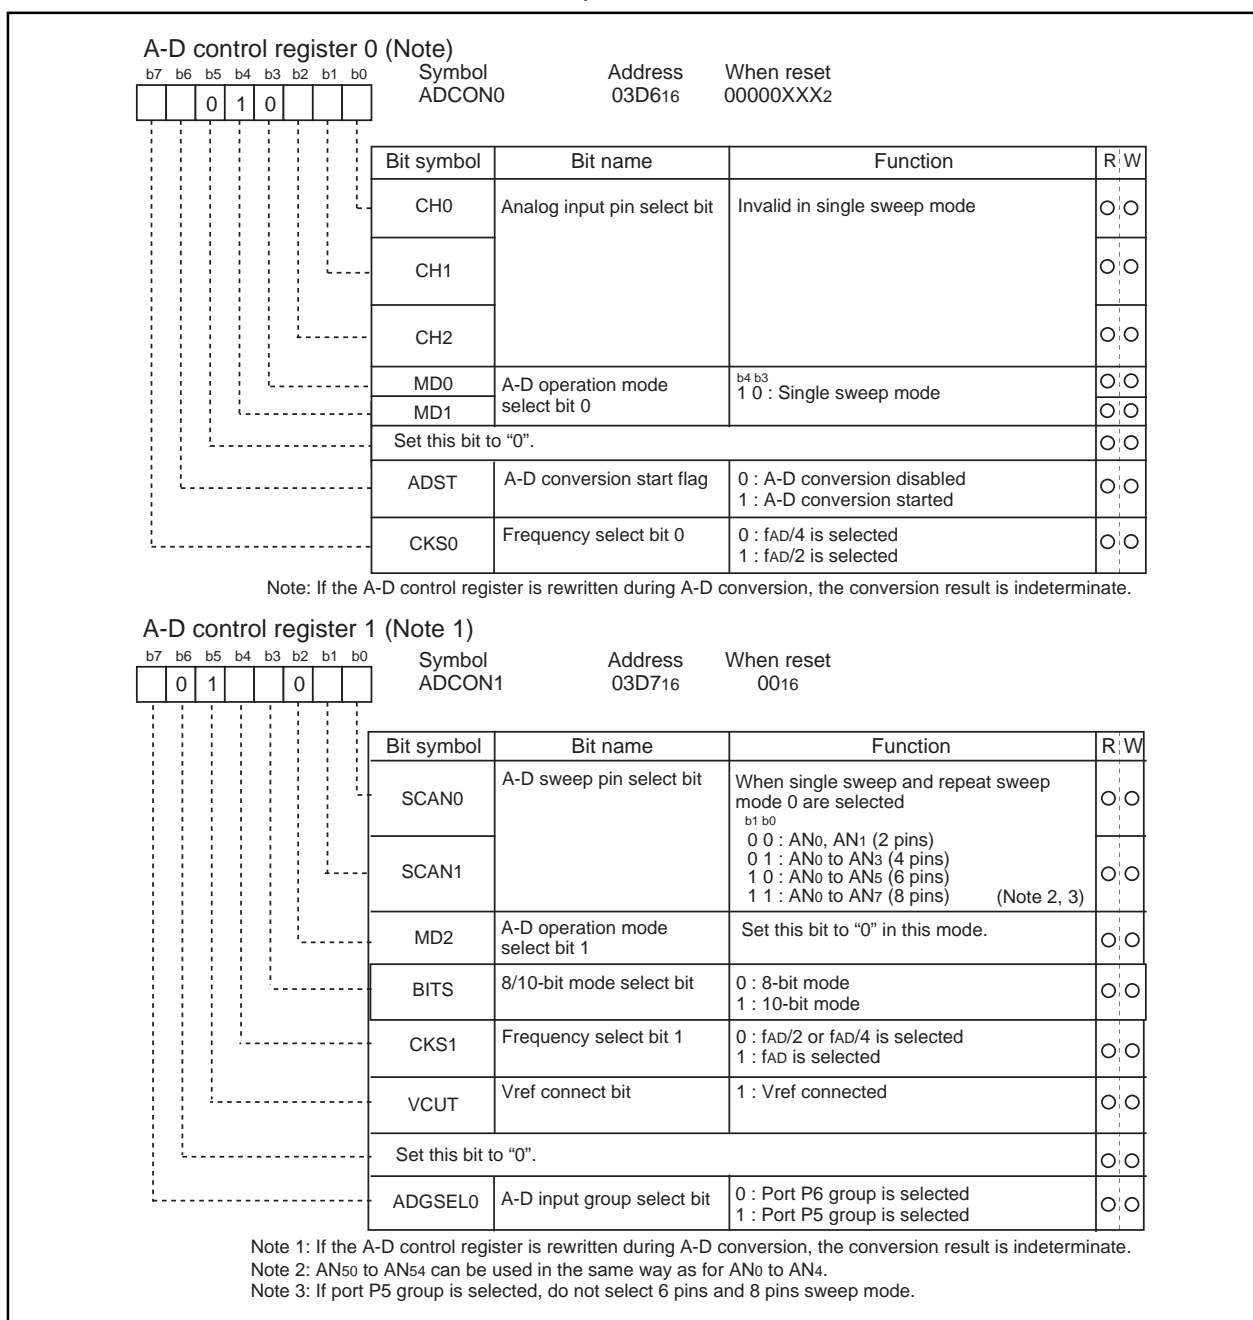 A-D control register 0 (Note)
b7 b6 b5 b4 b3 b2 b1 b0
Symbol Address When reset
ADCON0 03D616 00000XXX2
0 1 0
Bit symbol Bit name Function R W
CH0 Analog input pin select bit Invalid in single sweep mode
CH1
CH2
MD0 A-D operation mode select bit 0 b4 b3
1 0 : Single sweep mode
MD1
Set this bit to “0”.
ADST A-D conversion start flag 0 : A-D conversion disabled
1 : A-D conversion started
CKS0 Frequency select bit 0 0 : fAD/4 is selected
1 : fAD/2 is selected
Note: If the A-D control register is rewritten during A-D conversion, the conversion result is indeterminate.
A-D control register 1 (Note 1)
b7 b6 b5 b4 b3 b2 b1 b0
Symbol Address When reset
ADCON1 03D716 0016
0 1 0
Bit symbol Bit name Function R W
SCAN0 A-D sweep pin select bit When single sweep and repeat sweep
mode 0 are selected
b1 b0
0 0 : AN0, AN1 (2 pins)
0 1 : AN0 to AN3 (4 pins)
SCAN1 1 0 : AN0 to AN5 (6 pins)
1 1 : AN0 to AN7 (8 pins) (Note 2, 3)
MD2 A-D operation mode
select bit 1 Set this bit to “0” in this mode.
BITS 8/10-bit mode select bit 0 : 8-bit mode
1 : 10-bit mode
CKS1 Frequency select bit 1 0 : fAD/2 or fAD/4 is selected
1 : fAD is selected
VCUT Vref connect bit 1 : Vref connected
Set this bit to “0”.
ADGSEL0 A-D input group select bit 0 : Port P6 group is selected
1 : Port P5 group is selected
Note 1: If the A-D control register is rewritten during A-D conversion, the conversion result is indeterminate.
Note 2: AN50 to AN54 can be used in the same way as for AN0 to AN4.
Note 3: If port P5 group is selected, do not select 6 pins and 8 pins sweep mode.